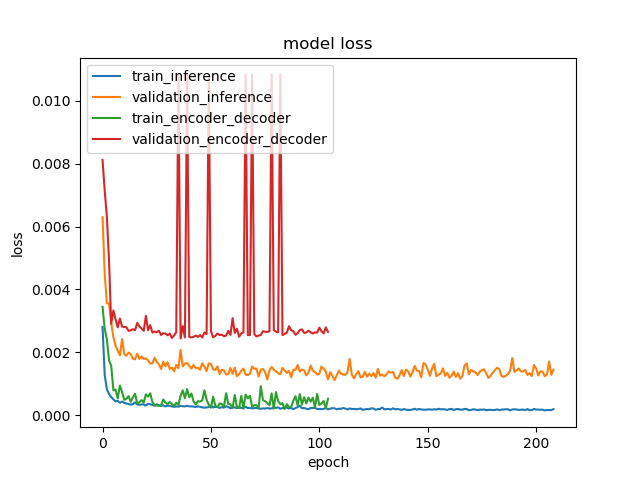 model loss
train_inference
validation_inference
train_encoder_decoder
validation_encoder_decoder
0.010
0.008
0.006
0.004
0.002
0.000
loss
0 50 100 150 200
epoch